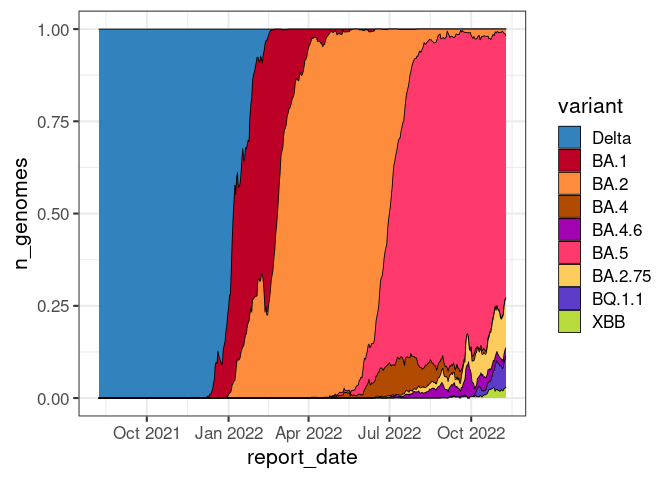 1.00
0.75
0.50
0.25
0.00
n_genomes
Oct 2021
Jan 2022
Apr 2022
Jul 2022
Oct 2022
report_date
variant
Delta
BA.1
BA.2
BA.4
BA.4.6
BA.5
BA.2.75
BQ.1.1
XBB